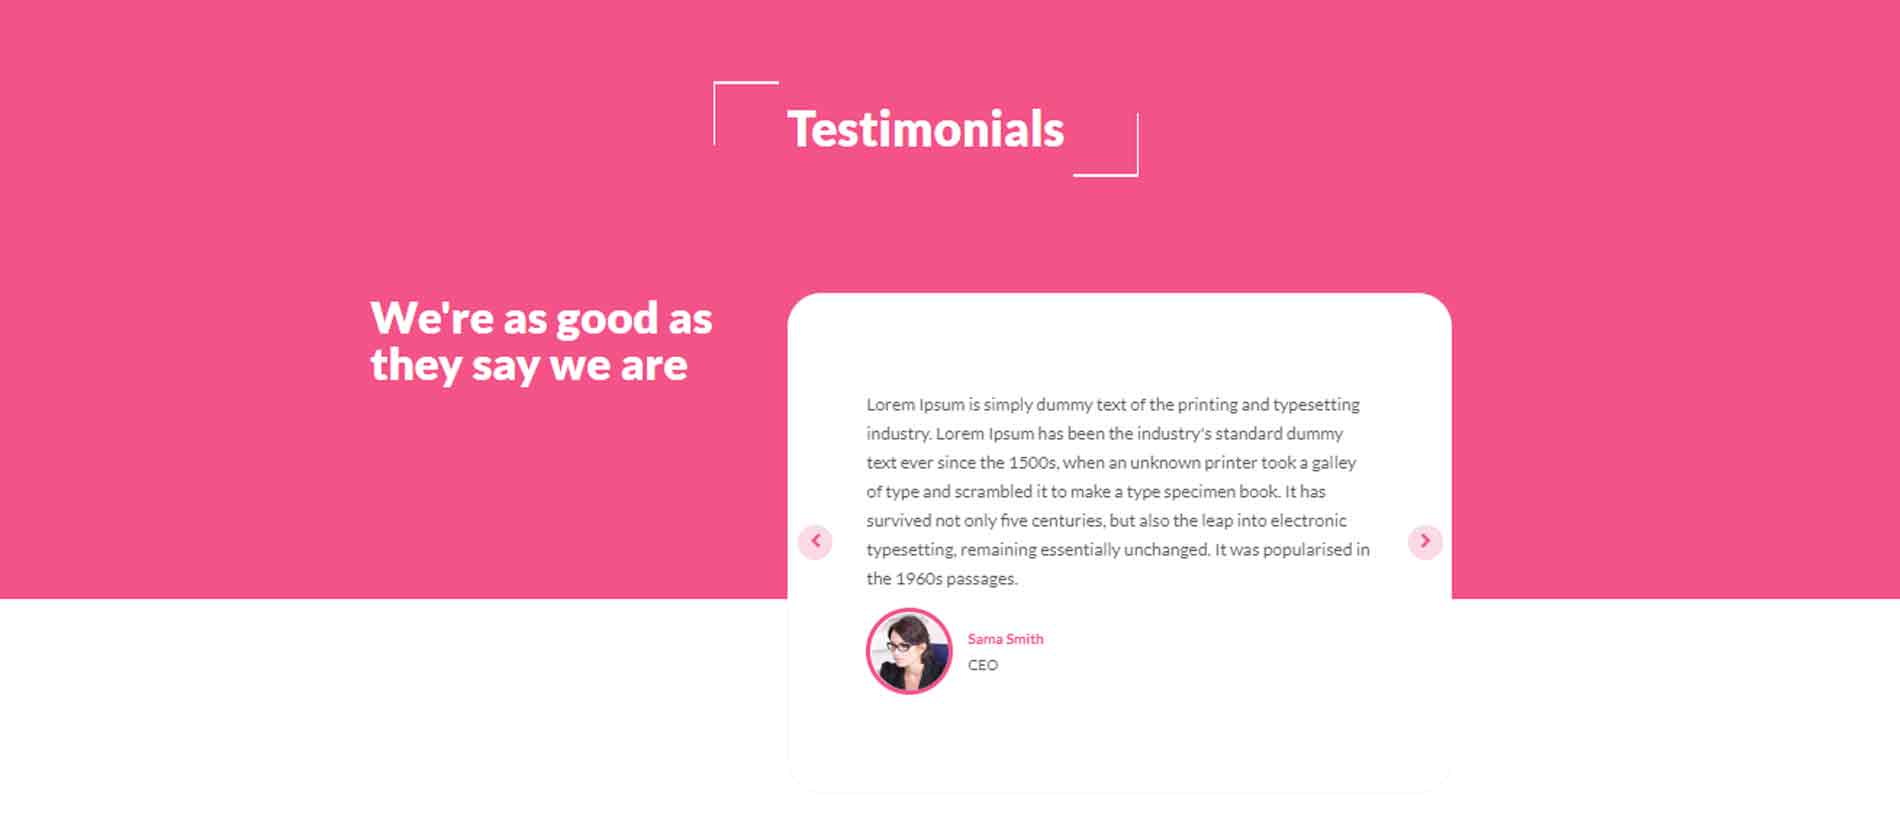 Testimonials
We're as good as
they say we are
Lorem Ipsum is simply dummy text of the printing and typesetting
industry. Lorem Ipsum has been the industry's standard dummy
text ever since the 1500s, when an unknown printer took a galley
of type and scrambled it to make a type specimen book. It has
survived not only five centuries, but also the leap into electronic
typesetting, remaining essentially unchanged. It was popularised in
the 1960s passages.
Sama Smith
CEO